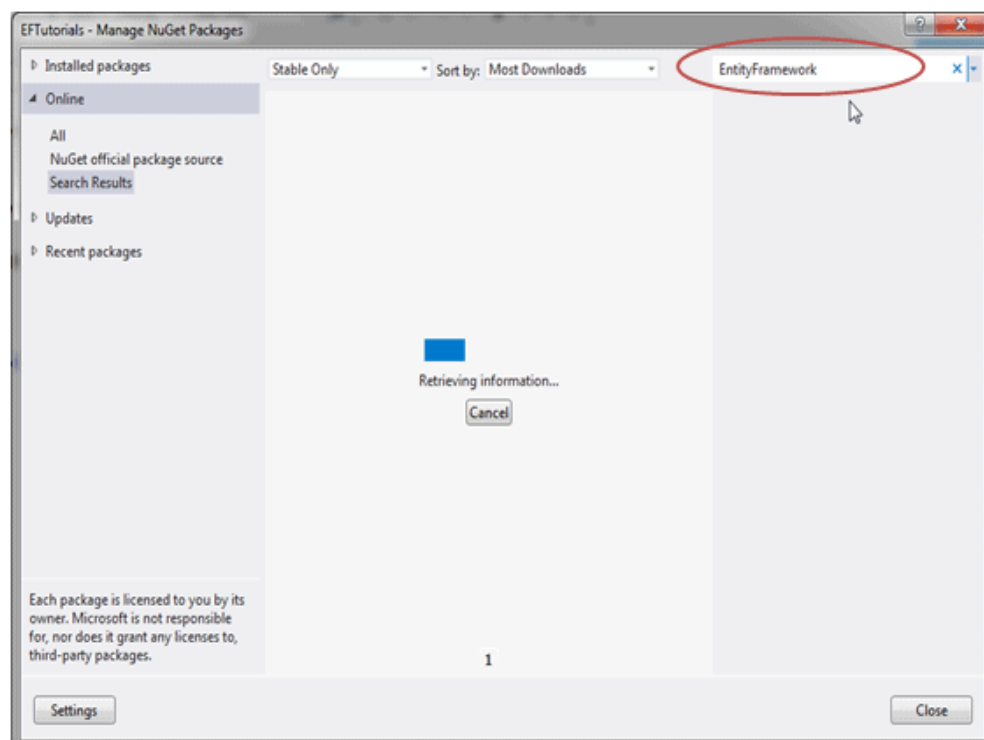 EFTutorials - Manage NuGet Packages
Installed packages
Stable Only
Sort by: Most Downloads
EntityFramework
Online
All
NuGet official package source
Search Results
Updates
Recent packages
Retrieving information...
Cancel
Each package is licensed to you by its
owner. Microsoft is not responsible
for, nor does it grant any licenses to,
third-party packages.
1
Settings
Close